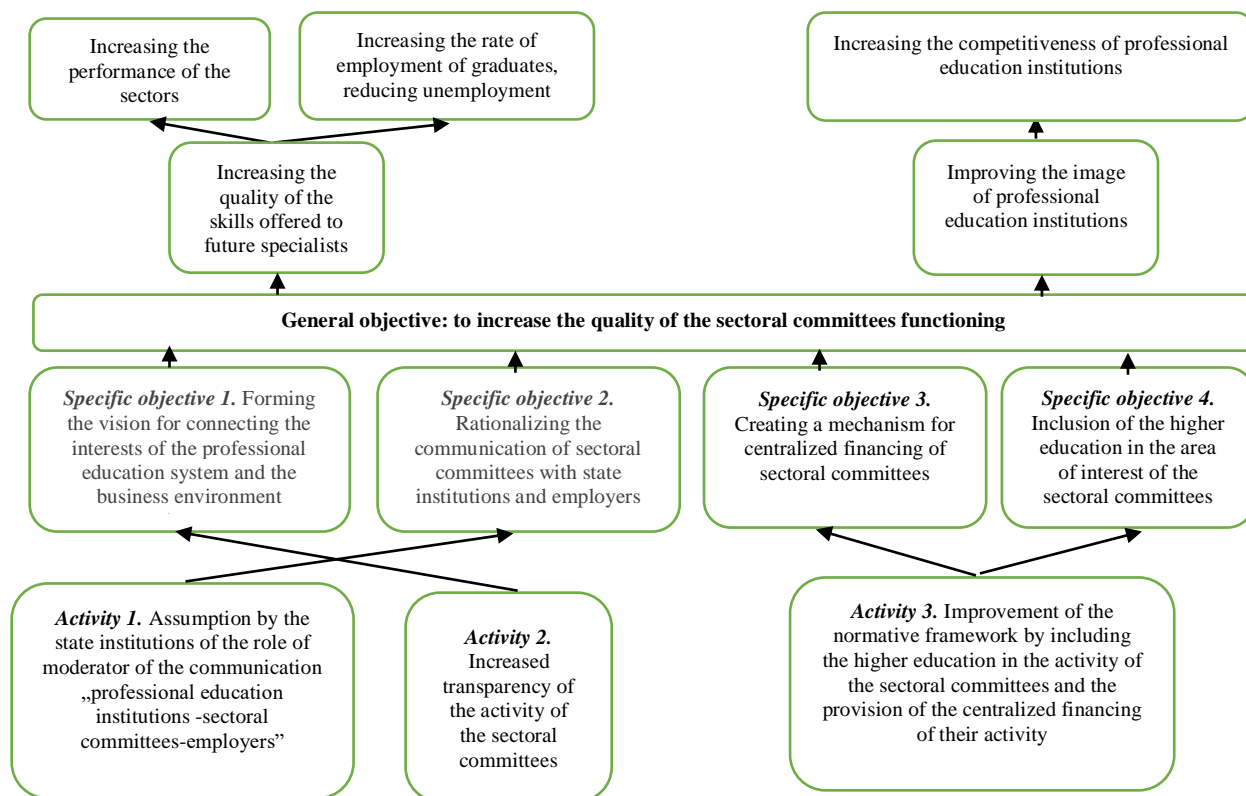 Increasing the
performance of the
sectors
Increasing the rate of
employment of graduates,
reducing unemployment
Increasing the competitiveness of professional
education institutions
Increasing the
quality of the
skills offered to
future specialists
Improving the image
of professional
education institutions
General objective: to increase the quality of the sectoral committees functioning
Specific objective 1. Forming
the vision for connecting the
interests of the professional
education system and the
business environment
Specific objective 2.
Rationalizing the
communication of sectoral
committees with state
institutions and employers
Specific objective 3.
Creating a mechanism for
centralized financing of
sectoral committees
Specific objective 4.
Inclusion of the higher
education in the area
of interest of the
sectoral committees
Activity 1. Assumption by the
state institutions of the role of
moderator of the communication
„professional education
institutions -sectoral
committees-employers”
Activity 2.
Increased
transparency of
the activity of
the sectoral
committees
Activity 3. Improvement of the
normative framework by including
the higher education in the activity of
the sectoral committees and the
provision of the centralized financing
of their activity